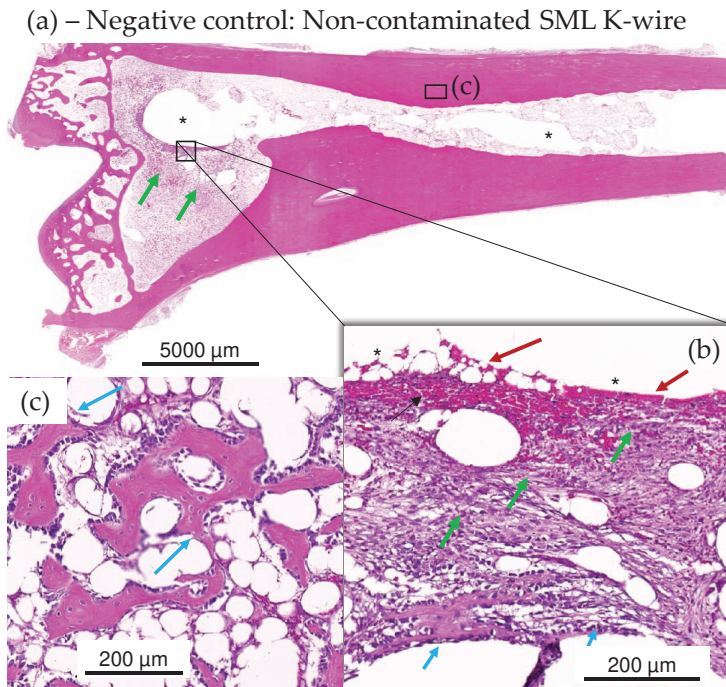 (a) – Negative control: Non-contaminated SML K-wire
(c)
*
*
5000 µm
(b)
*
*
(c)
200 µm
200 µm